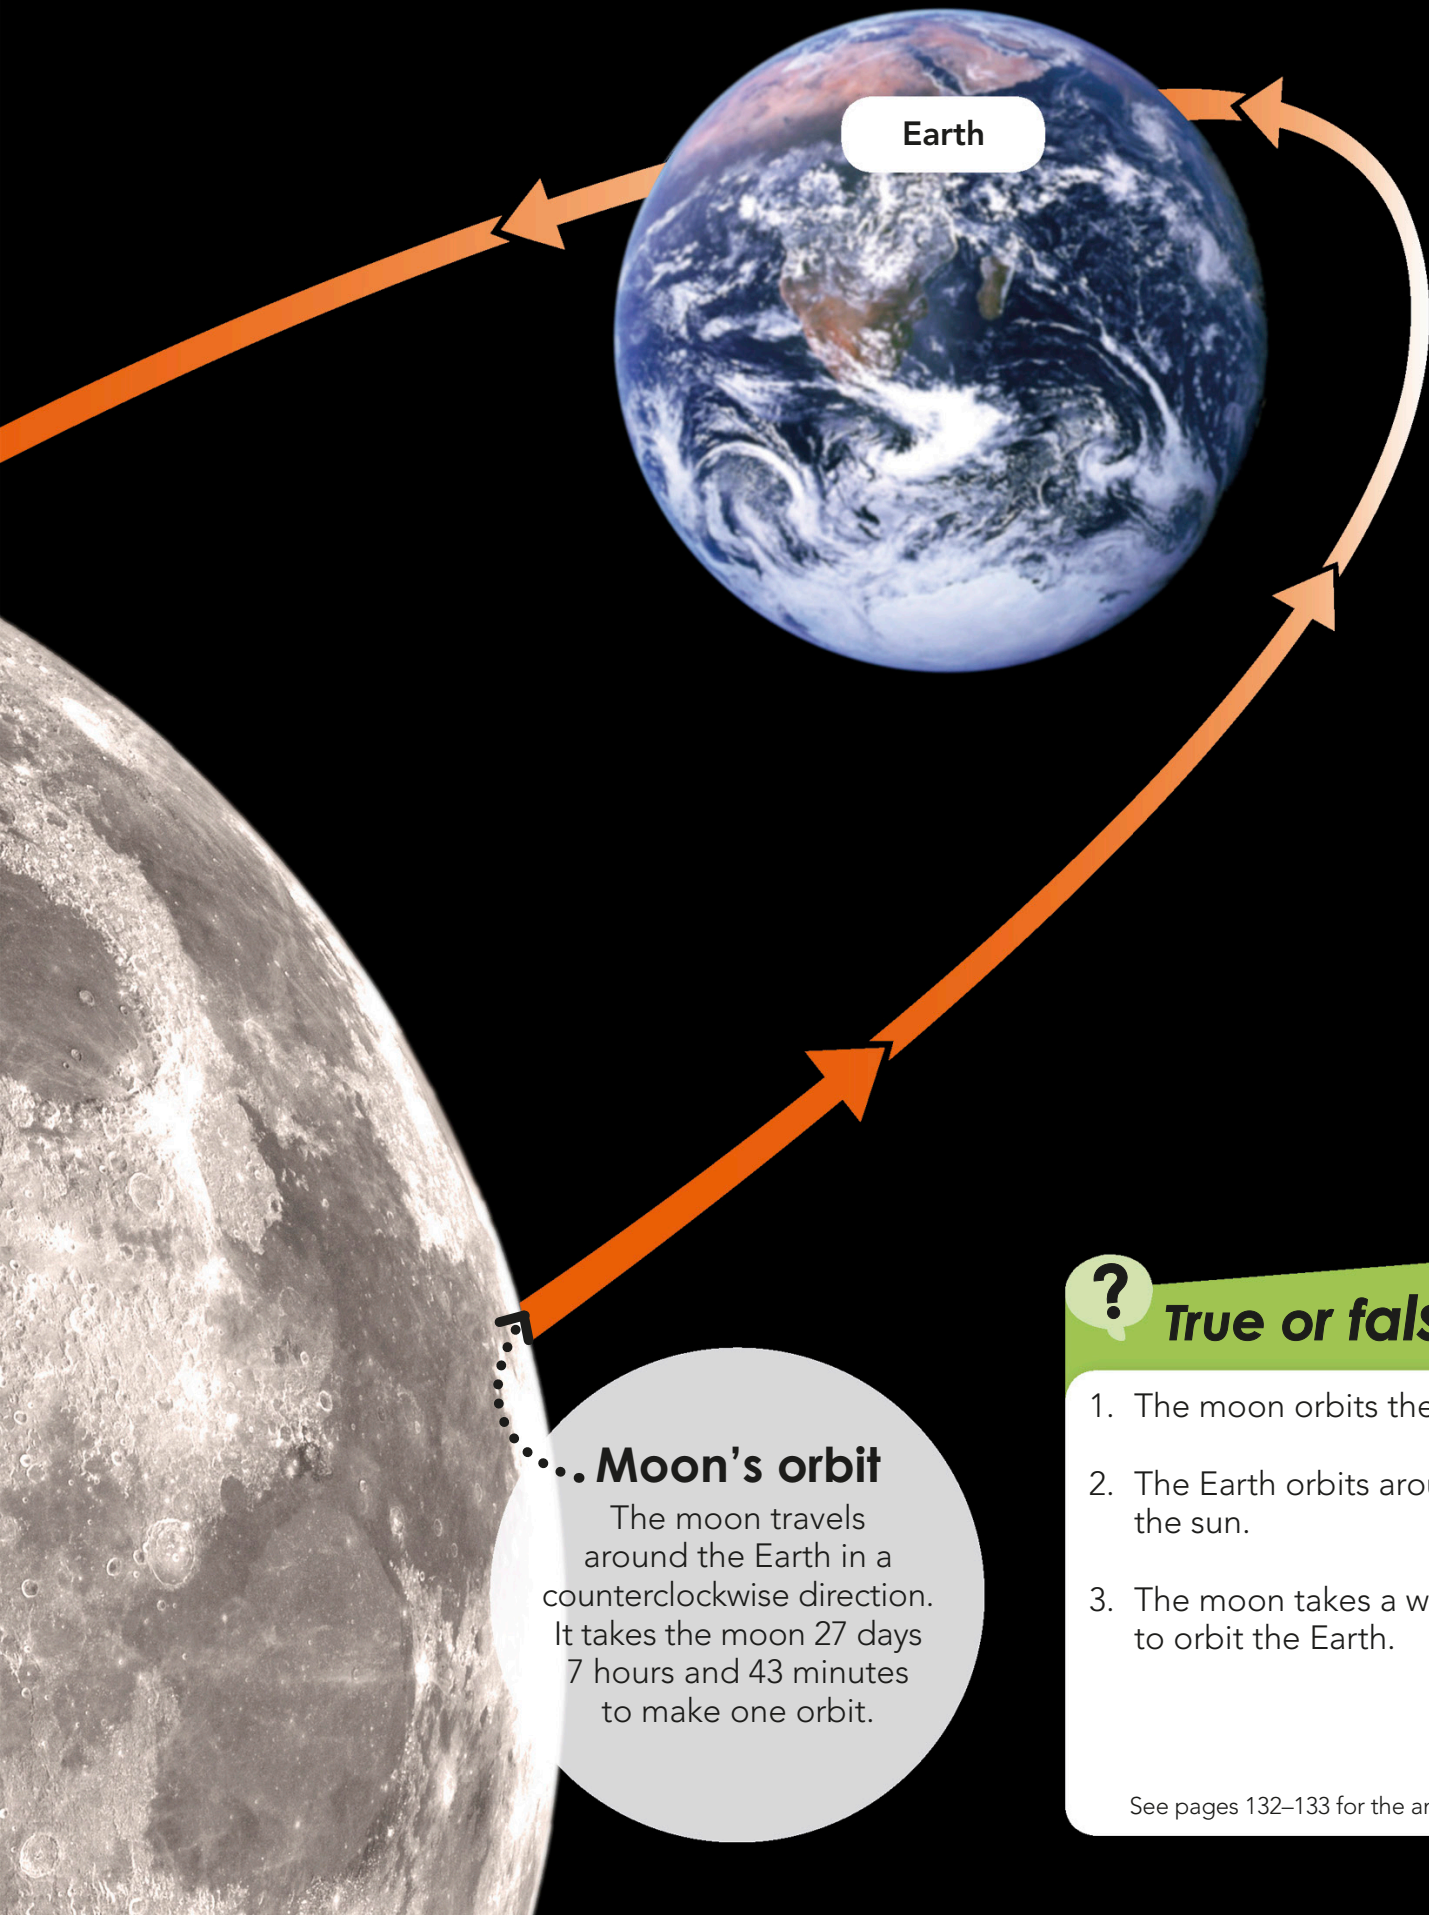 Earth
Moon's orbit
The moon travels
around the Earth in a
counterclockwise direction.
It takes the moon 27 days
7 hours and 43 minutes
to make one orbit.
?
True or fals
1. The moon orbits the
2. The Earth orbits arou
the sun.
3. The moon takes a w
to orbit the Earth.
See pages 132–133 for the an